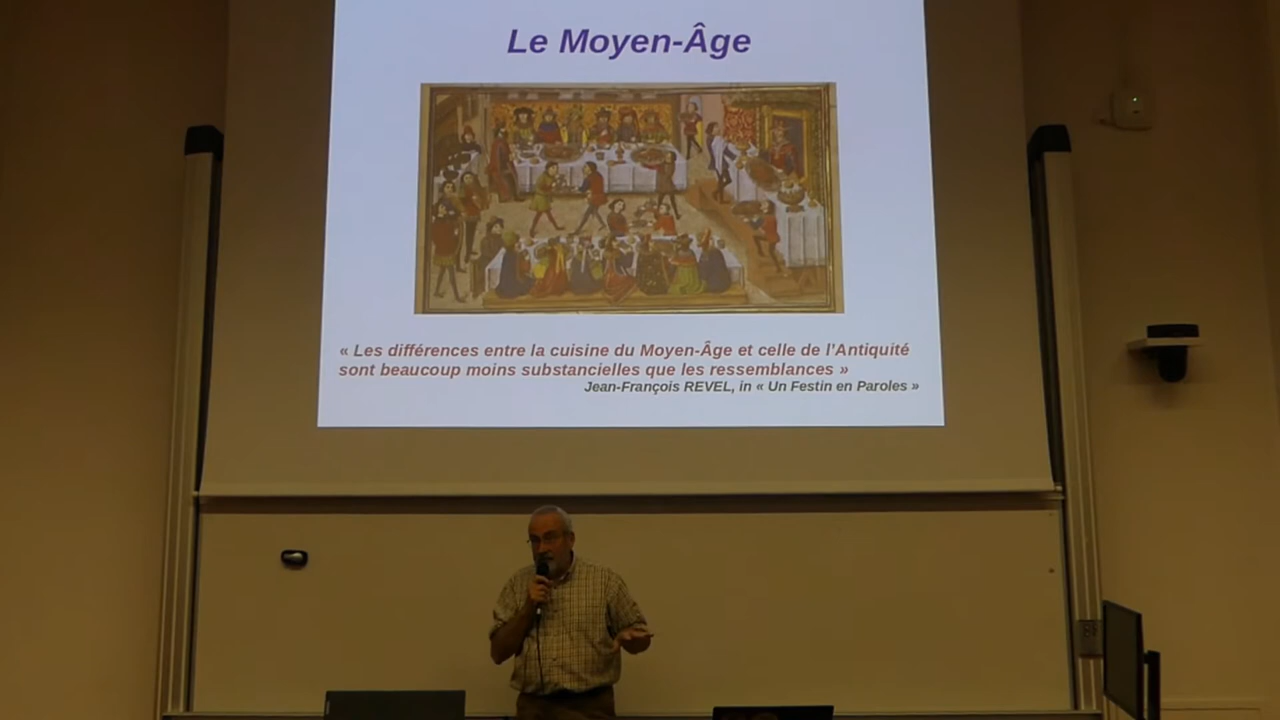 Le Moyen-Âge
« Les différences entre la cuisine du Moyen-Âge et celle de l'Antiquité
sont beaucoup moins substancielles que les ressemblances »
Jean-François REVEL, in « Un Festin en Paroles »